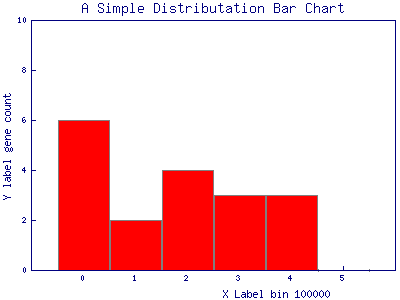 A Simple Distributation Bar Chart
10
8
6
4
2
0
Y label gene count
0 1 2 3 4 5
X Label bin 100000